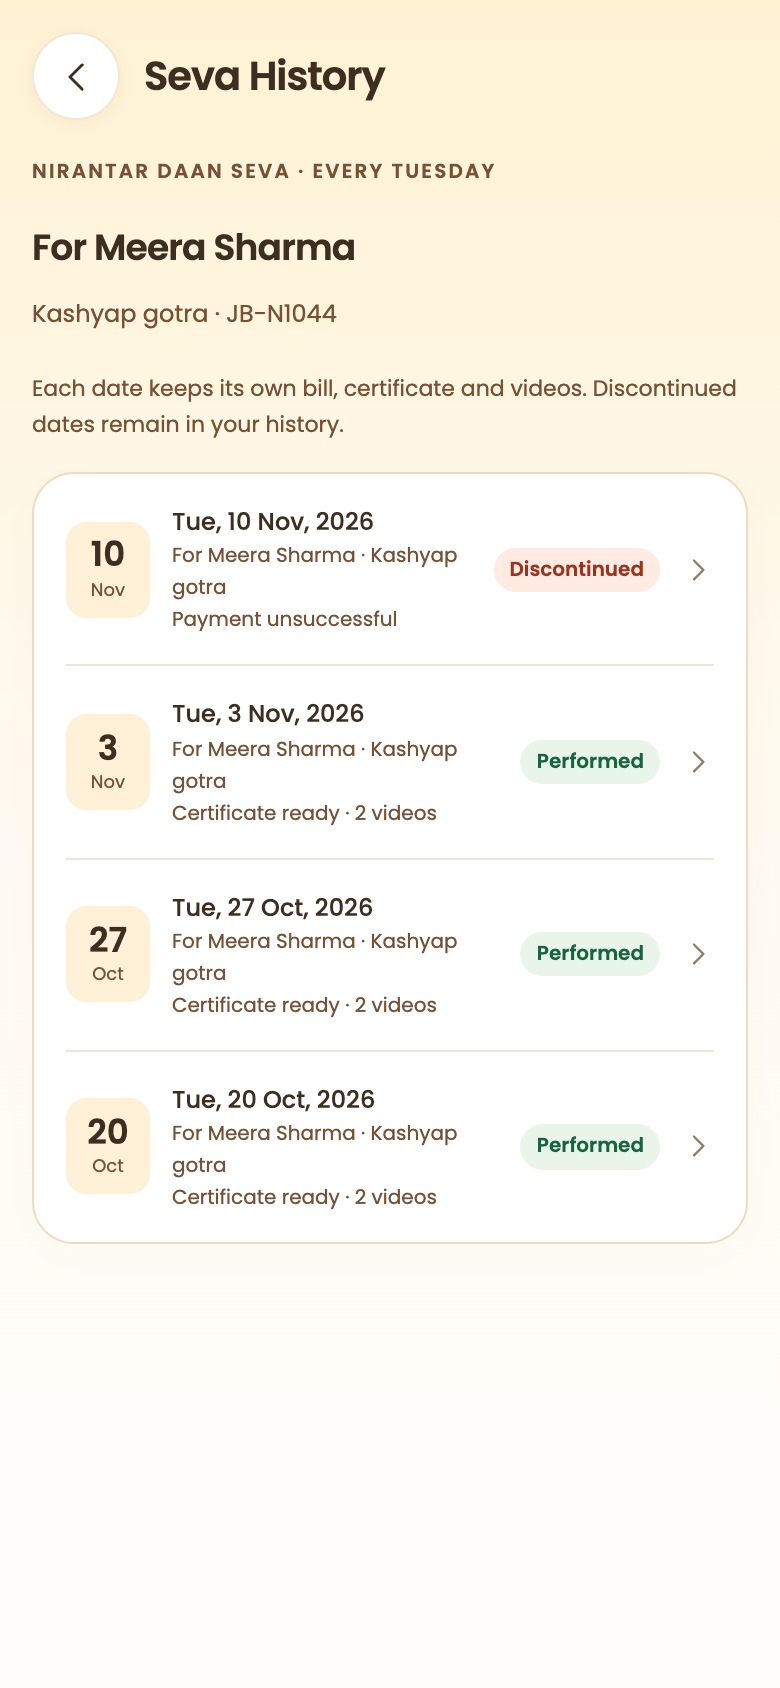 Seva History
NIRANTAR DAAN SEVA · EVERY TUESDAY
For Meera Sharma
Kashyap gotra · JB-N1044
Each date keeps its own bill, certificate and videos. Discontinued
dates remain in your history.
10
Nov
Tue, 10 Nov, 2026
For Meera Sharma · Kashyap
gotra
Payment unsuccessful
Discontinued
3
Nov
Tue, 3 Nov, 2026
For Meera Sharma · Kashyap
gotra
Certificate ready · 2 videos
Performed
27
Oct
Tue, 27 Oct, 2026
For Meera Sharma · Kashyap
gotra
Certificate ready · 2 videos
Performed
20
Oct
Tue, 20 Oct, 2026
For Meera Sharma · Kashyap
gotra
Certificate ready · 2 videos
Performed